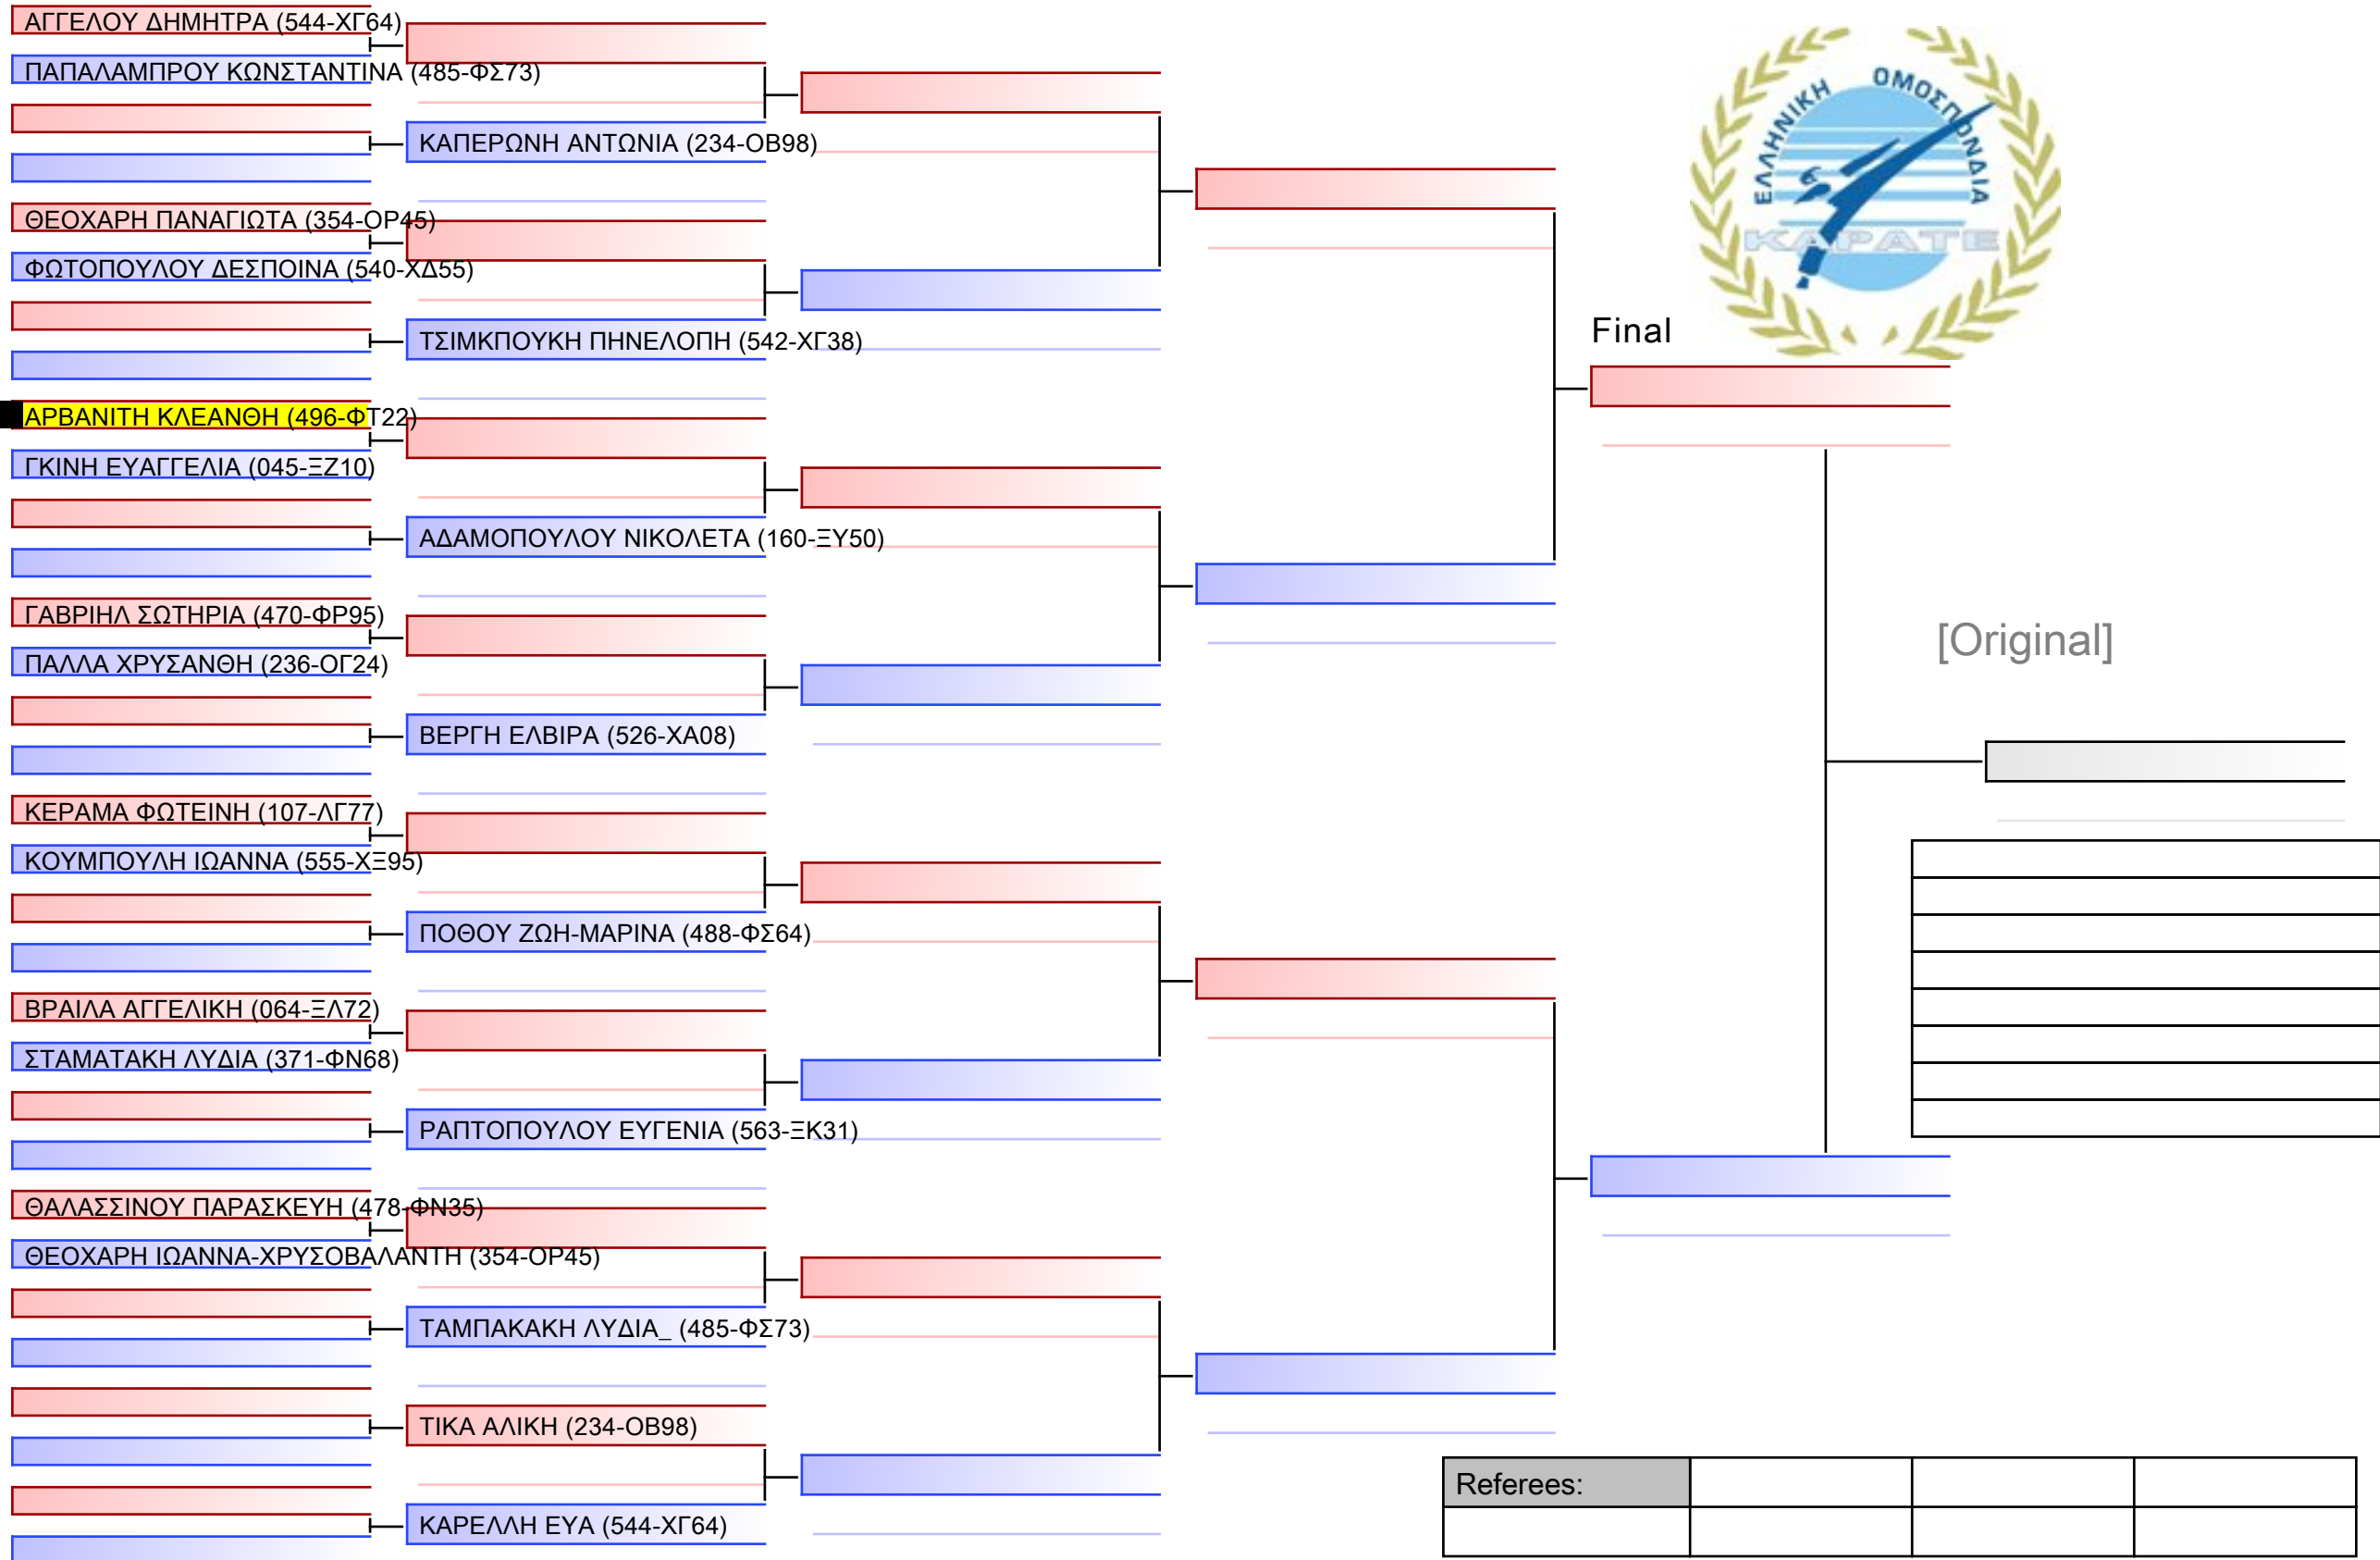 ΑΓΓΕΛΟΥ ΔΗΜΗΤΡΑ (544-ΧΓ64)
ΠΑΠΑΛΑΜΠΡΟΥ ΚΩΝΣΤΑΝΤΙΝΑ (485-ΦΣ73)
ΚΑΠΕΡΩΝΗ ΑΝΤΩΝΙΑ (234-ΟΒ98)
ΘΕΟΧΑΡΗ ΠΑΝΑΓΙΩΤΑ (354-ΟΡ45)
ΦΩΤΟΠΟΥΛΟΥ ΔΕΣΠΟΙΝΑ (540-ΧΔ55)
ΤΣΙΜΚΠΟΥΚΗ ΠΗΝΕΛΟΠΗ (542-ΧΓ38)
ΑΡΒΑΝΙΤΗ ΚΛΕΑΝΘΗ (496-ΦΤ22)
ΓΚΙΝΗ ΕΥΑΓΓΕΛΙΑ (045-ΞΖ10)
ΑΔΑΜΟΠΟΥΛΟΥ ΝΙΚΟΛΕΤΑ (160-ΞΥ50)
ΓΑΒΡΙΗΛ ΣΩΤΗΡΙΑ (470-ΦΡ95)
ΠΑΛΛΑ ΧΡΥΣΑΝΘΗ (236-ΟΓ24)
ΒΕΡΓΗ ΕΛΒΙΡΑ (526-ΧΑ08)
ΚΕΡΑΜΑ ΦΩΤΕΙΝΗ (107-ΛΓ77)
ΚΟΥΜΠΟΥΛΗ ΙΩΑΝΝΑ (555-ΧΞ95)
ΠΟΘΟΥ ΖΩΗ-ΜΑΡΙΝΑ (488-ΦΣ64)
ΒΡΑΙΛΑ ΑΓΓΕΛΙΚΗ (064-ΞΛ72)
ΣΤΑΜΑΤΑΚΗ ΛΥΔΙΑ (371-ΦΝ68)
ΡΑΠΤΟΠΟΥΛΟΥ ΕΥΓΕΝΙΑ (563-ΞΚ31)
ΘΑΛΑΣΣΙΝΟΥ ΠΑΡΑΣΚΕΥΗ (478-ΦΝ35)
ΘΕΟΧΑΡΗ ΙΩΑΝΝΑ-ΧΡΥΣΟΒΑΛΑΝΤΗ (354-ΟΡ45)
ΤΑΜΠΑΚΑΚΗ ΛΥΔΙΑ_ (485-ΦΣ73)
ΤΙΚΑ ΑΛΙΚΗ (234-ΟΒ98)
ΚΑΡΕΛΛΗ ΕΥΑ (544-ΧΓ64)
ΕΛΛΗΝΙΚΗ ΟΜΟΣΠΟΝΔΙΑ
ΚΑΡΑΤΕ
Final
[Original]
Referees: